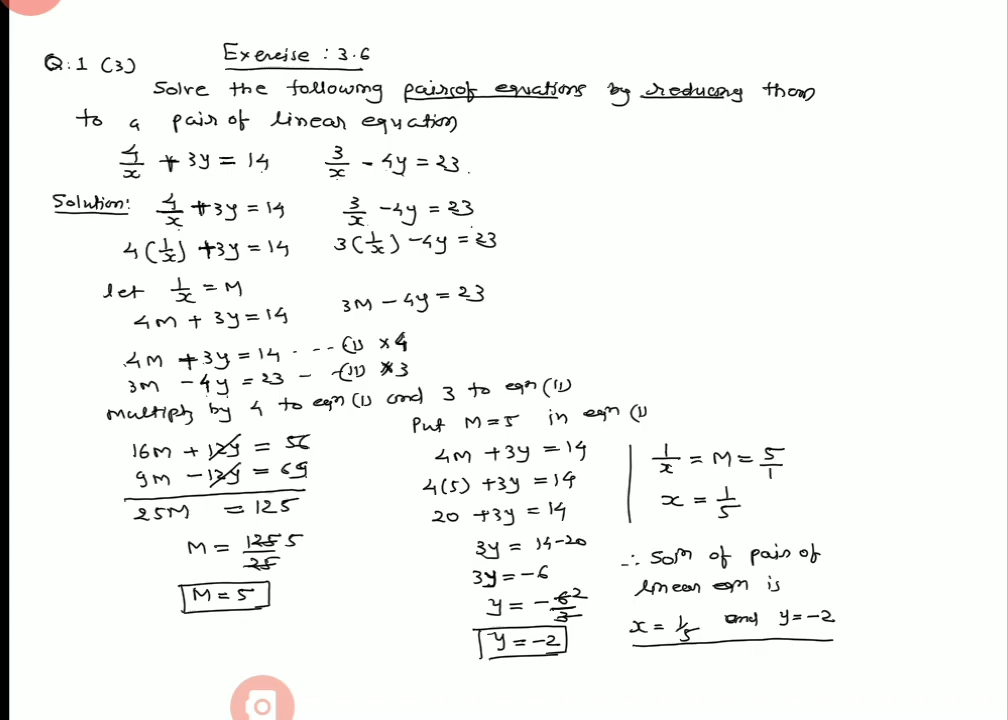 Q.1 (3)
Exercise : 3.6
Solve the following pairs of equations by reducing them
to a pair of linear equation
4/x + 3y = 14    3/x - 4y = 23.
Solution: 4/x + 3y = 14    3/x - 4y = 23
4(1/x) + 3y = 14    3(1/x) - 4y = 23
let 1/x = M
4M + 3y = 14    3M - 4y = 23
4M + 3y = 14 --- (I) ×4
3M - 4y = 23 - (II) ×3
Multiply by 4 to eqn (I) and 3 to eqn (II)
16M + 12y = 56
9M - 12y = 69
25M = 125
M = 125/25 5
M = 5
Put M = 5 in eqn (I)
4M + 3y = 14
4(5) + 3y = 14
20 + 3y = 14
3y = 14-20
3y = -6
y = -6/3 2
y = -2
1/x = M = 5/1
x = 1/5
∴ Soln of pair of
linear eqn is
x = 1/5 and y = -2